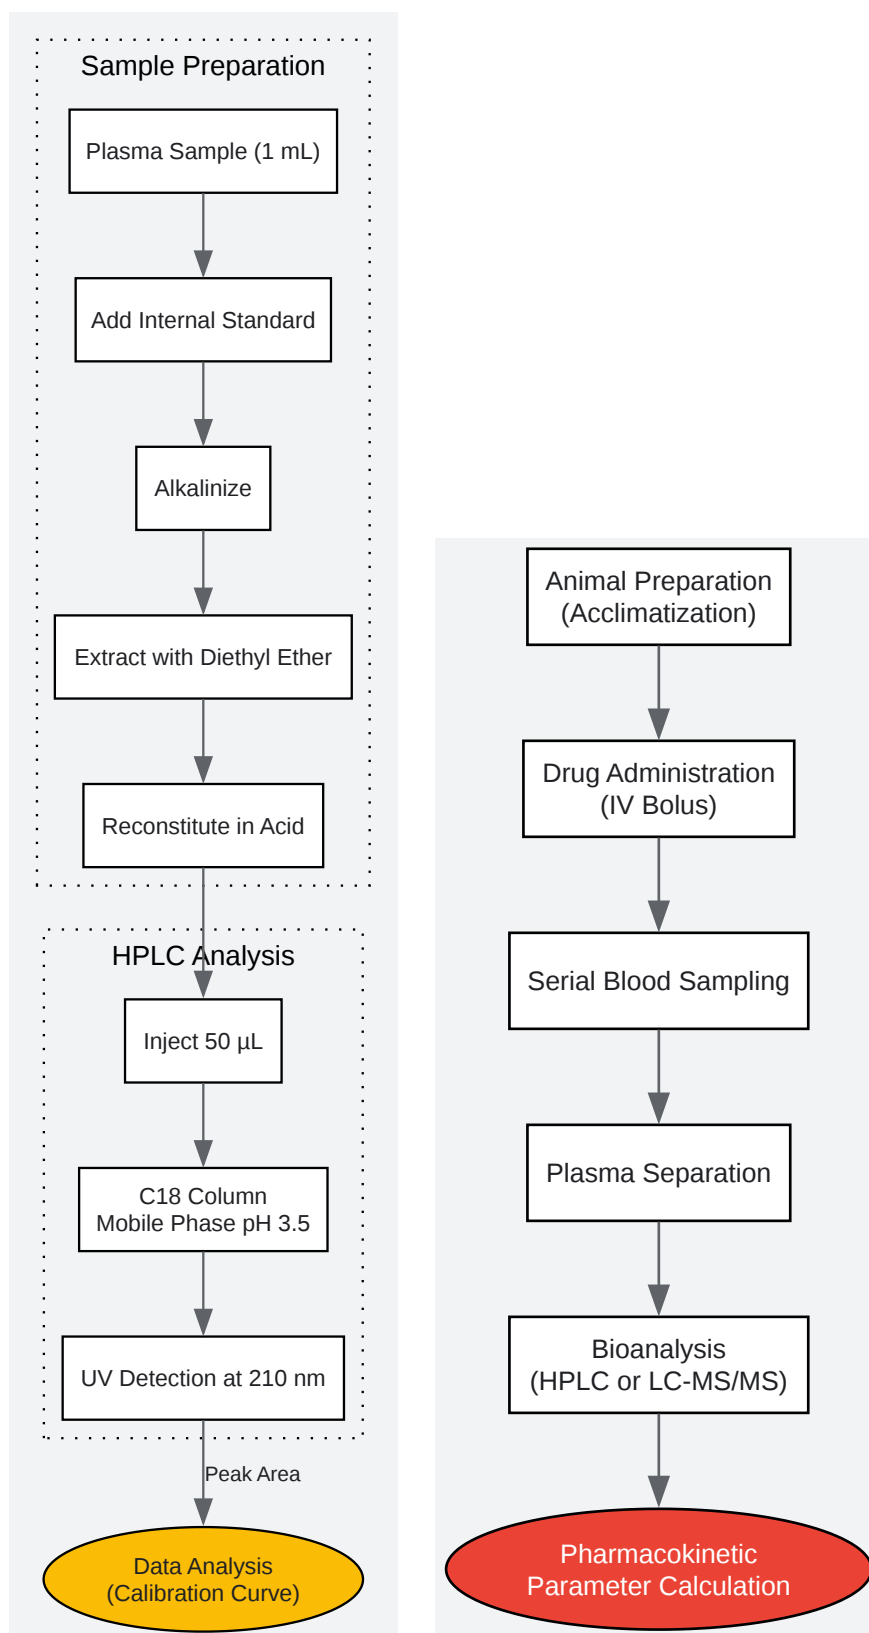 Sample Preparation
Plasma Sample (1 mL)
Add Internal Standard
Alkalinize
Extract with Diethyl Ether
Reconstitute in Acid
HPLC Analysis
Inject 50 µL
C18 Column
Mobile Phase pH 3.5
UV Detection at 210 nm
Peak Area
Data Analysis
(Calibration Curve)
Animal Preparation
(Acclimatization)
Drug Administration
(IV Bolus)
Serial Blood Sampling
Plasma Separation
Bioanalysis
(HPLC or LC-MS/MS)
Pharmacokinetic
Parameter Calculation